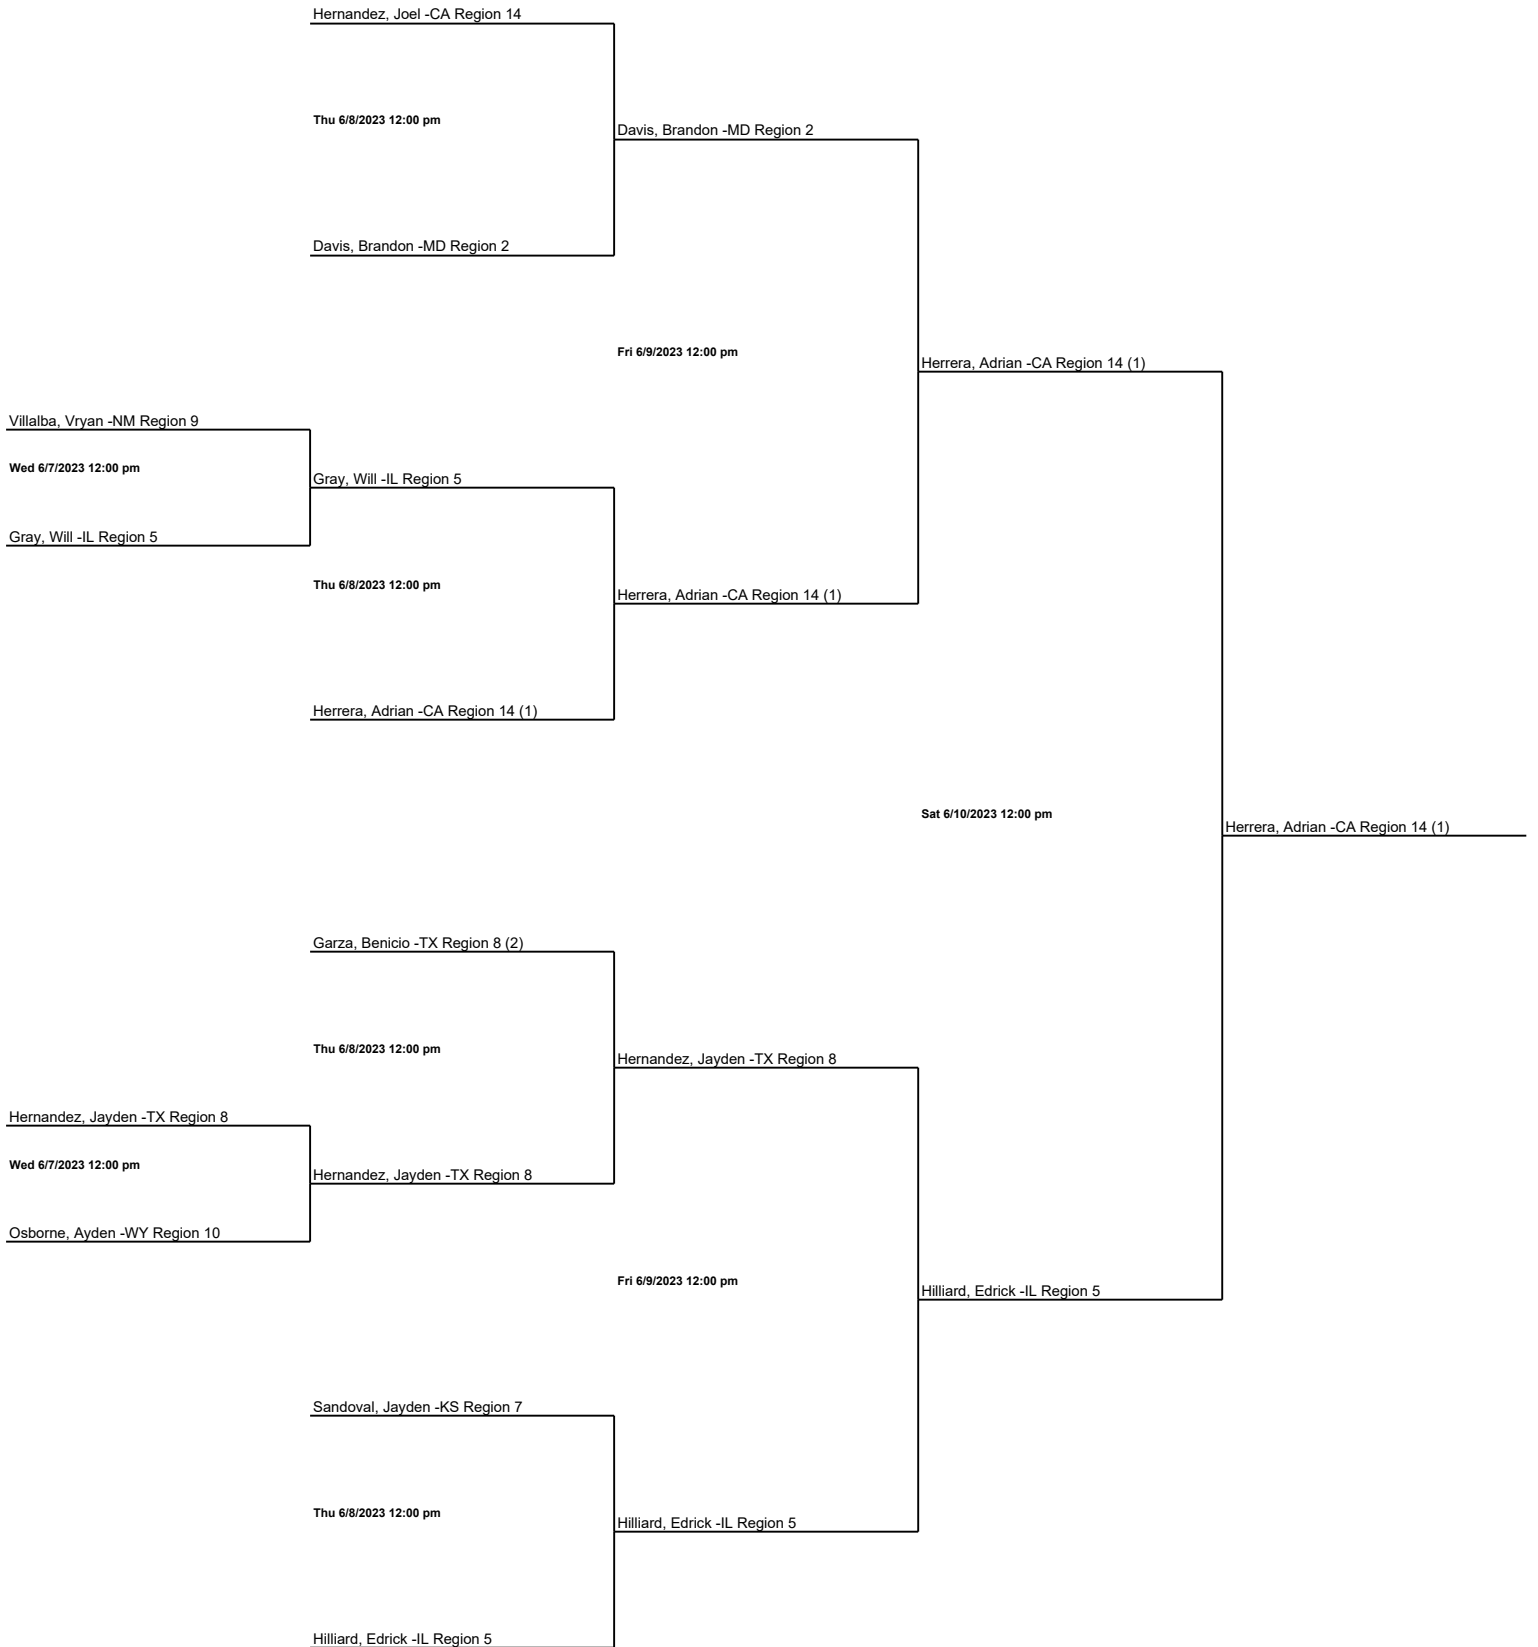 Hernandez, Joel -CA Region 14
Thu 6/8/2023 12:00 pm
Davis, Brandon -MD Region 2
Davis, Brandon -MD Region 2
Fri 6/9/2023 12:00 pm
Herrera, Adrian -CA Region 14 (1)
Villalba, Vryan -NM Region 9
Wed 6/7/2023 12:00 pm
Gray, Will -IL Region 5
Gray, Will -IL Region 5
Thu 6/8/2023 12:00 pm
Herrera, Adrian -CA Region 14 (1)
Herrera, Adrian -CA Region 14 (1)
Sat 6/10/2023 12:00 pm
Herrera, Adrian -CA Region 14 (1)
Garza, Benicio -TX Region 8 (2)
Thu 6/8/2023 12:00 pm
Hernandez, Jayden -TX Region 8
Hernandez, Jayden -TX Region 8
Wed 6/7/2023 12:00 pm
Hernandez, Jayden -TX Region 8
Osborne, Ayden -WY Region 10
Fri 6/9/2023 12:00 pm
Hilliard, Edrick -IL Region 5
Sandoval, Jayden -KS Region 7
Thu 6/8/2023 12:00 pm
Hilliard, Edrick -IL Region 5
Hilliard, Edrick -IL Region 5